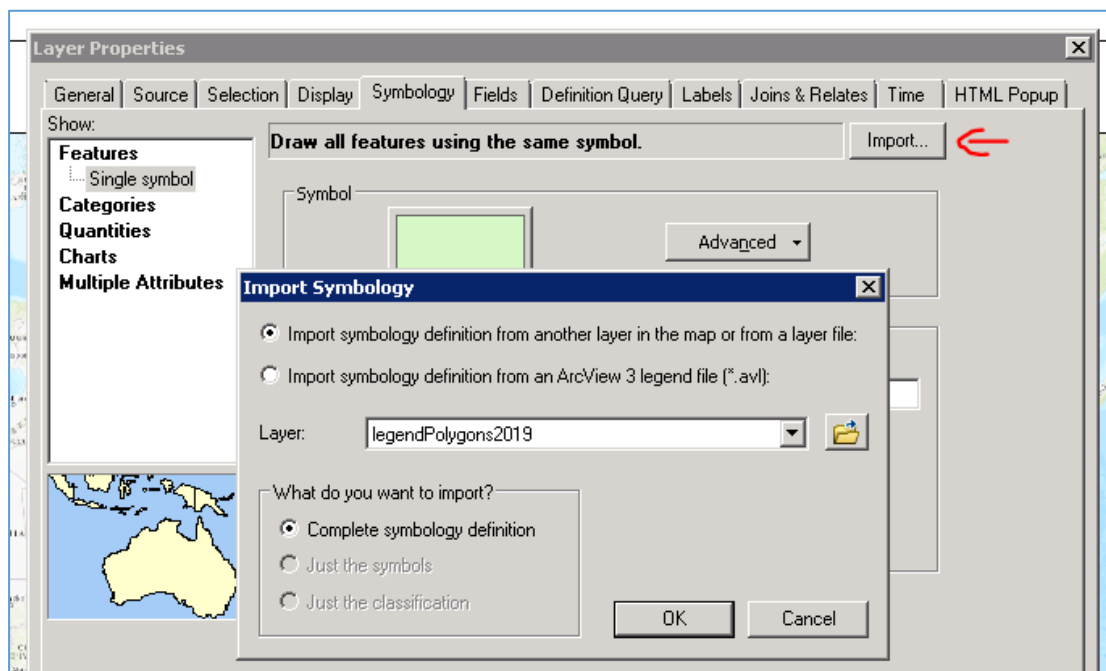 Layer Properties
General Source Selection Display Symbology Fields Definition Query Labels Joins & Relates Time HTML Popup
Show:
Features
Single symbol
Categories
Quantities
Charts
Multiple Attributes
Draw all features using the same symbol.
Import...
Symbol
Advanced
Import Symbology
Import symbology definition from another layer in the map or from a layer file:
Import symbology definition from an ArcView 3 legend file (*.avl):
Layer:
legendPolygons2019
What do you want to import?
Complete symbology definition
Just the symbols
Just the classification
OK
Cancel